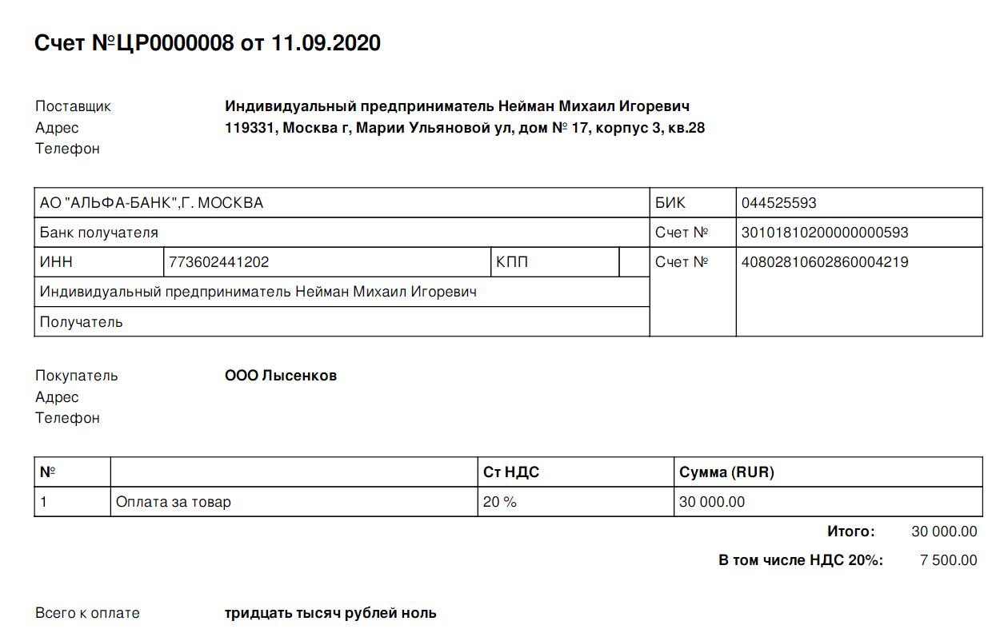 Счет №ЦР0000008 от 11.09.2020
Поставщик Индивидуальный предприниматель Нейман Михаил Игоревич
Адрес 119331, Москва г, Марии Ульяновой ул, дом № 17, корпус 3, кв.28
Телефон
АО "АЛЬФА-БАНК",Г. МОСКВА БИК 044525593
Банк получателя Счет № 30101810200000000593
ИНН 773602441202 КПП Счет № 40802810602860004219
Индивидуальный предприниматель Нейман Михаил Игоревич
Получатель
Покупатель ООО Лысенков
Адрес
Телефон
№ Ст НДС Сумма (RUR)
1 Оплата за товар 20 % 30 000.00
Итого: 30 000.00
В том числе НДС 20%: 7 500.00
Всего к оплате тридцать тысяч рублей ноль